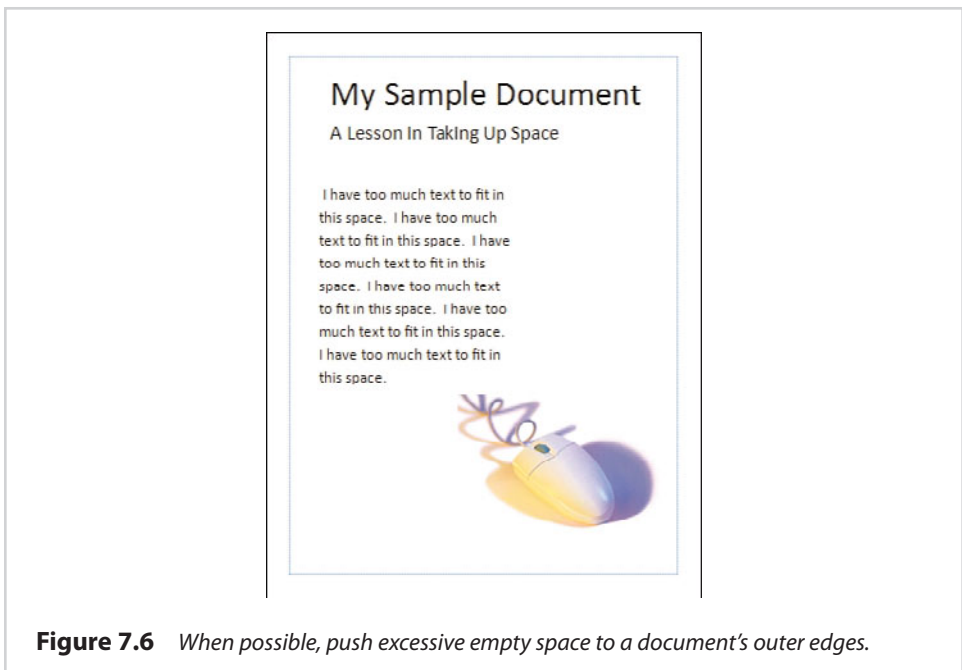 My Sample Document
A Lesson In Taking Up Space
I have too much text to fit in
this space.  I have too much
text to fit in this space.  I have
too much text to fit in this
space.  I have too much text
to fit in this space.  I have too
much text to fit in this space.
I have too much text to fit in
this space.
Figure 7.6 When possible, push excessive empty space to a document's outer edges.